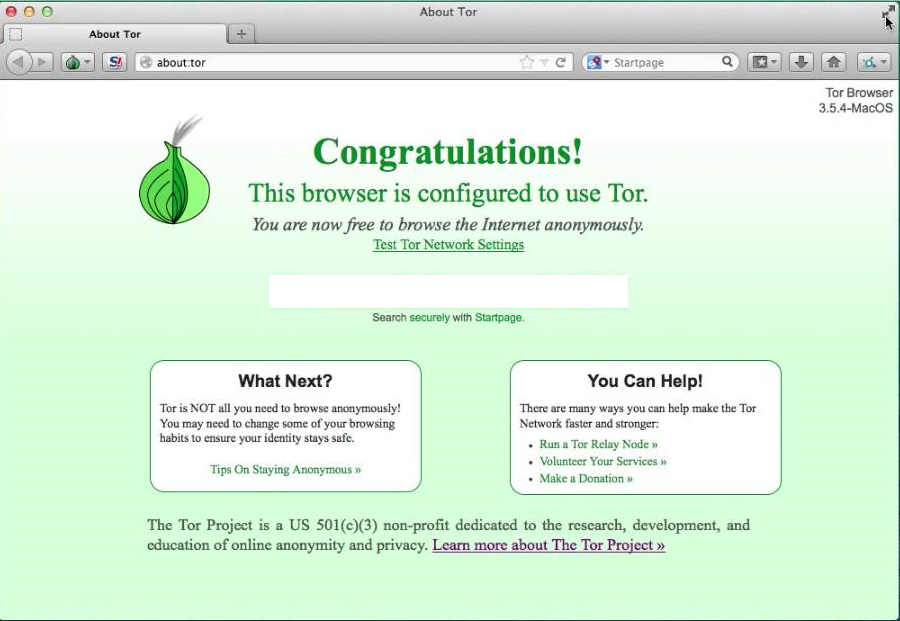 About Tor
About Tor
about:tor
Startpage
Tor Browser
3.5.4-MacOS
Congratulations!
This browser is configured to use Tor.
You are now free to browse the Internet anonymously.
Test Tor Network Settings
Search securely with Startpage.
What Next?
Tor is NOT all you need to browse anonymously!
You may need to change some of your browsing
habits to ensure your identity stays safe.
Tips On Staying Anonymous »
You Can Help!
There are many ways you can help make the Tor
Network faster and stronger:
• Run a Tor Relay Node »
• Volunteer Your Services »
• Make a Donation »
The Tor Project is a US 501(c)(3) non-profit dedicated to the research, development, and
education of online anonymity and privacy. Learn more about The Tor Project »